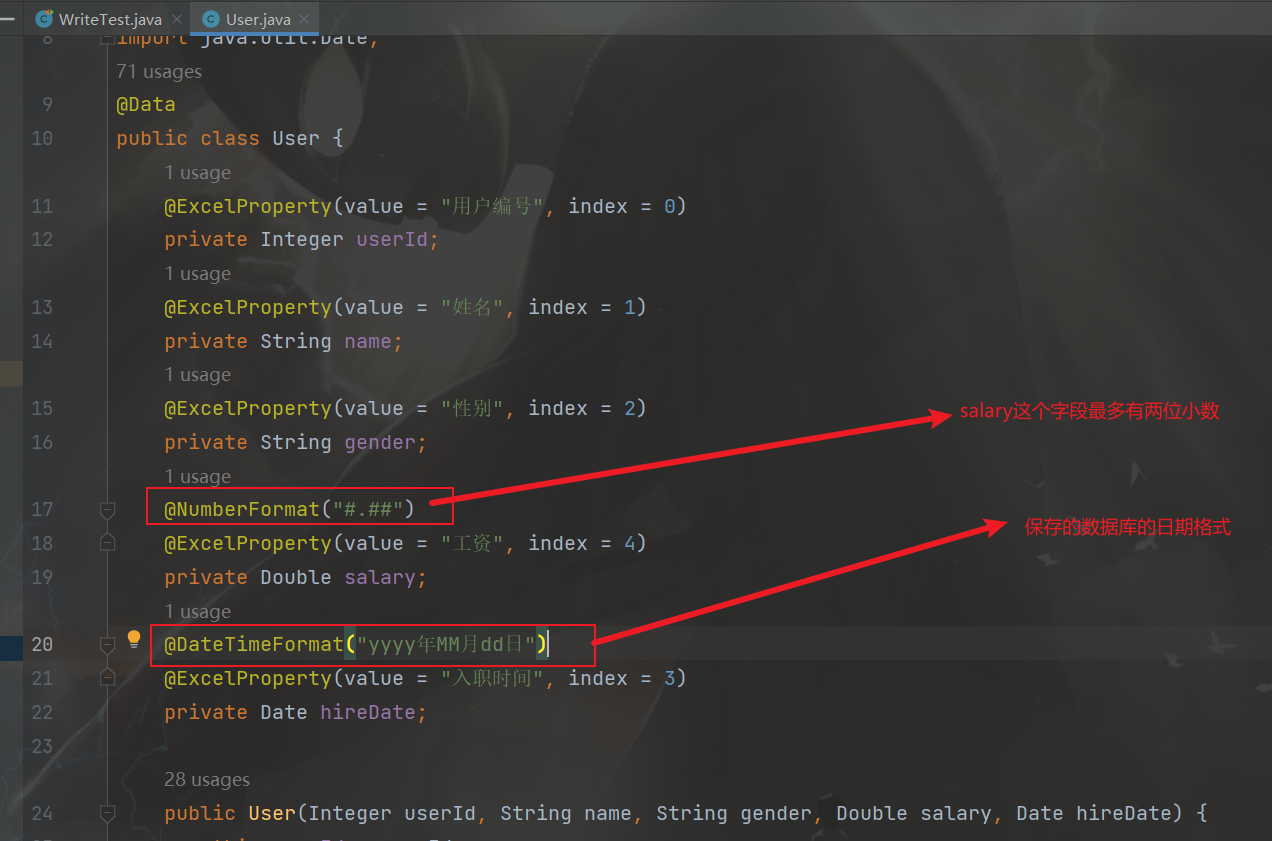 WriteTest.java
User.java
8 import java.util.Date;
71 usages
9 @Data
10 public class User {
1 usage
11 @ExcelProperty(value = "用户编号", index = 0)
12 private Integer userId;
1 usage
13 @ExcelProperty(value = "姓名", index = 1)
14 private String name;
1 usage
15 @ExcelProperty(value = "性别", index = 2)
16 private String gender;
1 usage
17 @NumberFormat("#.##")
18 @ExcelProperty(value = "工资", index = 4)
19 private Double salary;
1 usage
20 @DateTimeFormat("yyyy年MM月dd日")
21 @ExcelProperty(value = "入职时间", index = 3)
22 private Date hireDate;
23
28 usages
24 public User(Integer userId, String name, String gender, Double salary, Date hireDate) {
salary这个字段最多有两位小数
保存的数据库的日期格式